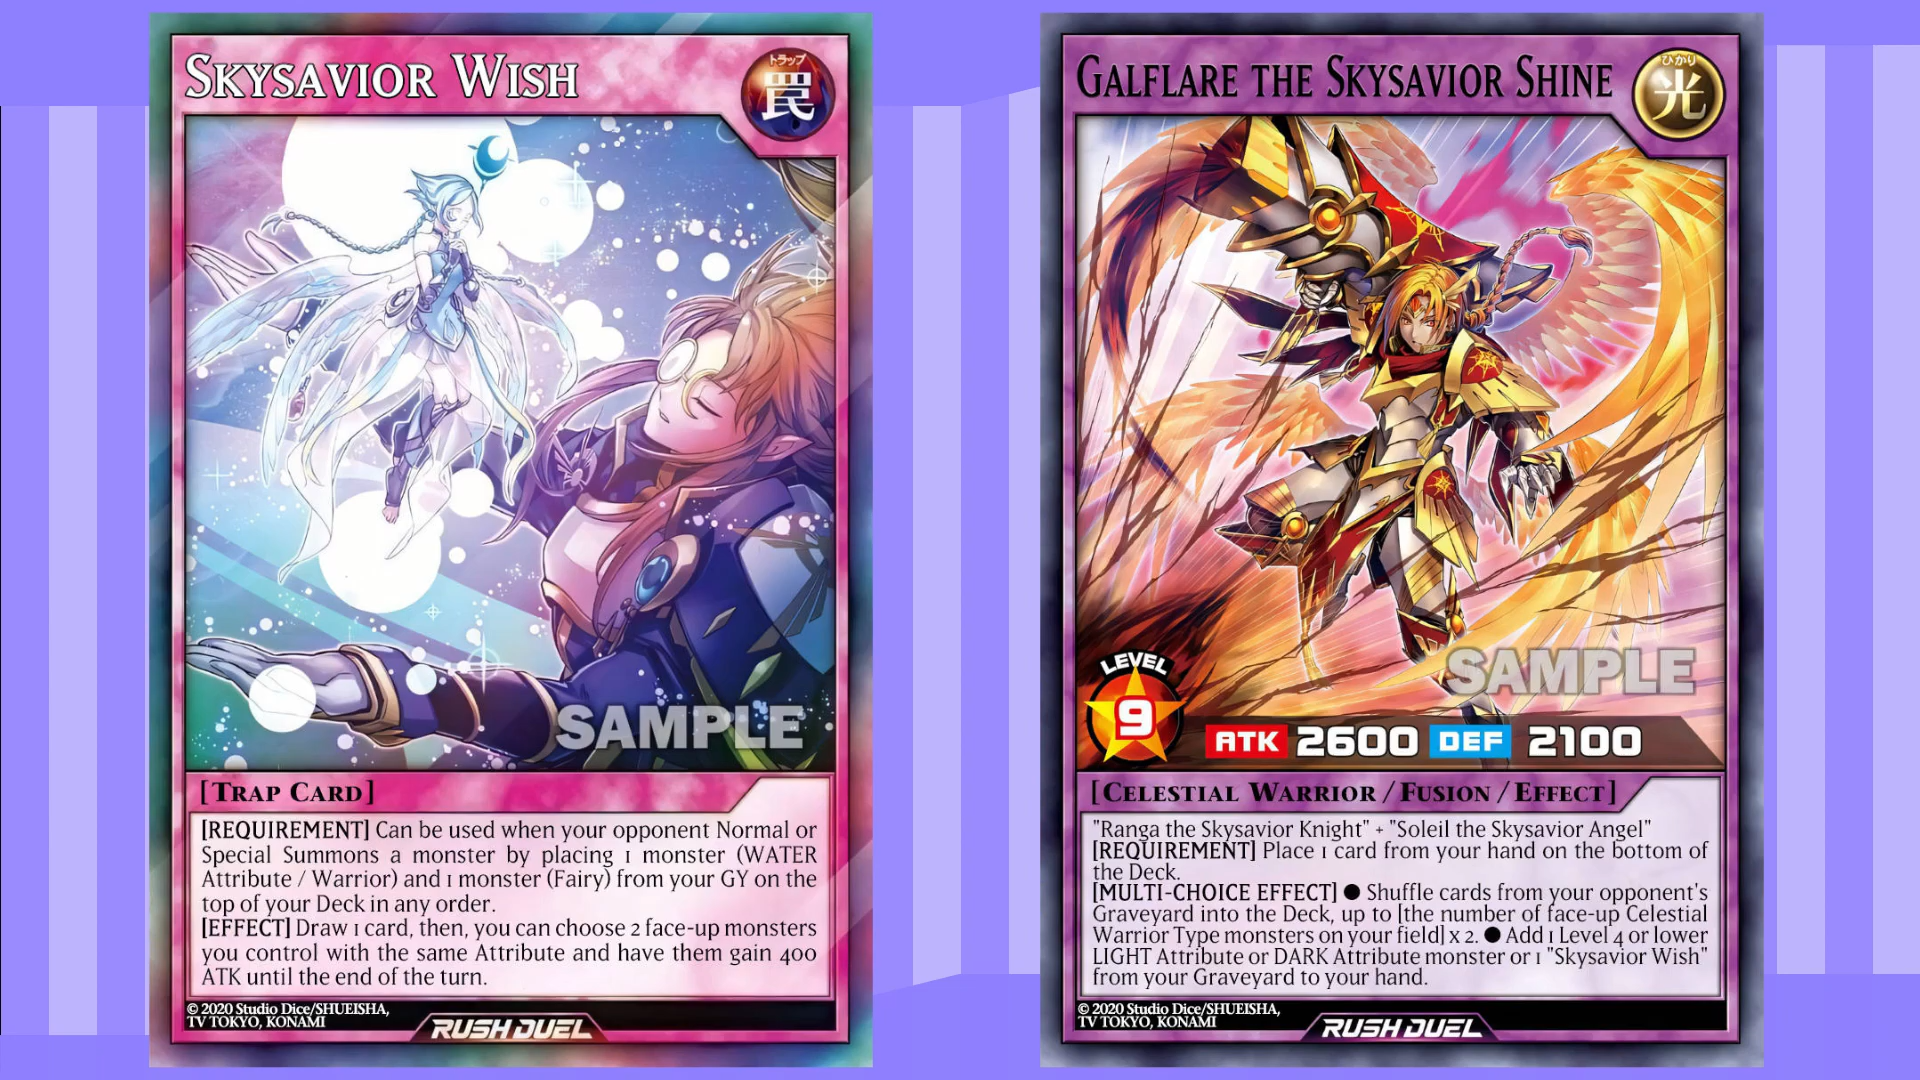 Skysavior Wish
トラップ
罠
SAMPLE
[Trap Card]
[REQUIREMENT] Can be used when your opponent Normal or
Special Summons a monster by placing 1 monster (WATER
Attribute / Warrior) and 1 monster (Fairy) from your GY on the
top of your Deck in any order.
[EFFECT] Draw 1 card, then, you can choose 2 face-up monsters
you control with the same Attribute and have them gain 400
ATK until the end of the turn.
© 2020 Studio Dice/SHUEISHA,
TV TOKYO, KONAMI
RUSH DUEL
Galflare the Skysavior Shine
ひかり
光
SAMPLE
LEVEL
9
ATK 2600 DEF 2100
[Celestial Warrior / Fusion / Effect]
"Ranga the Skysavior Knight" + "Soleil the Skysavior Angel"
[REQUIREMENT] Place 1 card from your hand on the bottom of
the Deck.
[MULTI-CHOICE EFFECT] ● Shuffle cards from your opponent's
Graveyard into the Deck, up to [the number of face-up Celestial
Warrior Type monsters on your field] x 2. ● Add 1 Level 4 or lower
LIGHT Attribute or DARK Attribute monster or 1 "Skysavior Wish"
from your Graveyard to your hand.
© 2020 Studio Dice/SHUEISHA,
TV TOKYO, KONAMI
RUSH DUEL